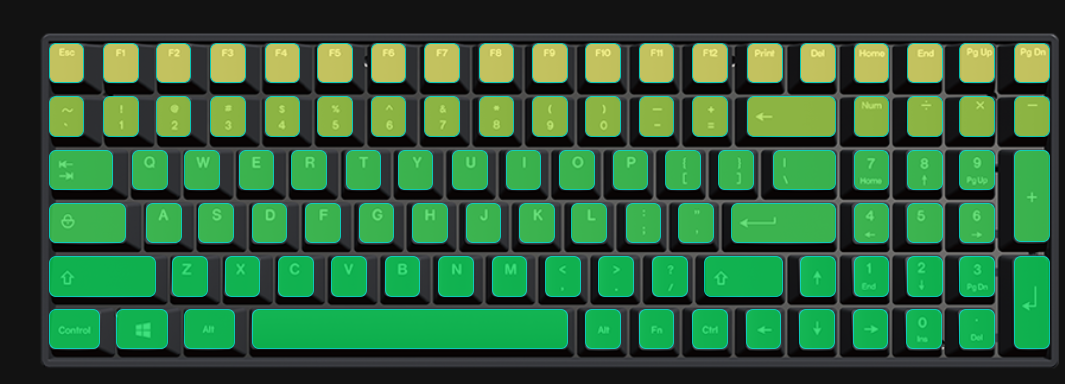 Esc F1 F2 F3 F4 F5 F6 F7 F8 F9 F10 F11 F12 Print Del Home End Pg Up Pg Dn
~ ! @ # $ % ^ & * ( ) — + Num ÷ × −
` 1 2 3 4 5 6 7 8 9 0 - = ←
⇤ Q W E R T Y U I O P { } | 7 8 9
⇥ [ ] \ Home ↑ Pg Up +
A S D F G H J K L : " 4 5 6
; , ← →
⇧ Z X C V B N M < > ? ⇧ ↑ 1 2 3
, . / End ↓ Pg Dn
Control Alt Alt Fn Ctrl ← ↓ → 0 .
Ins Del